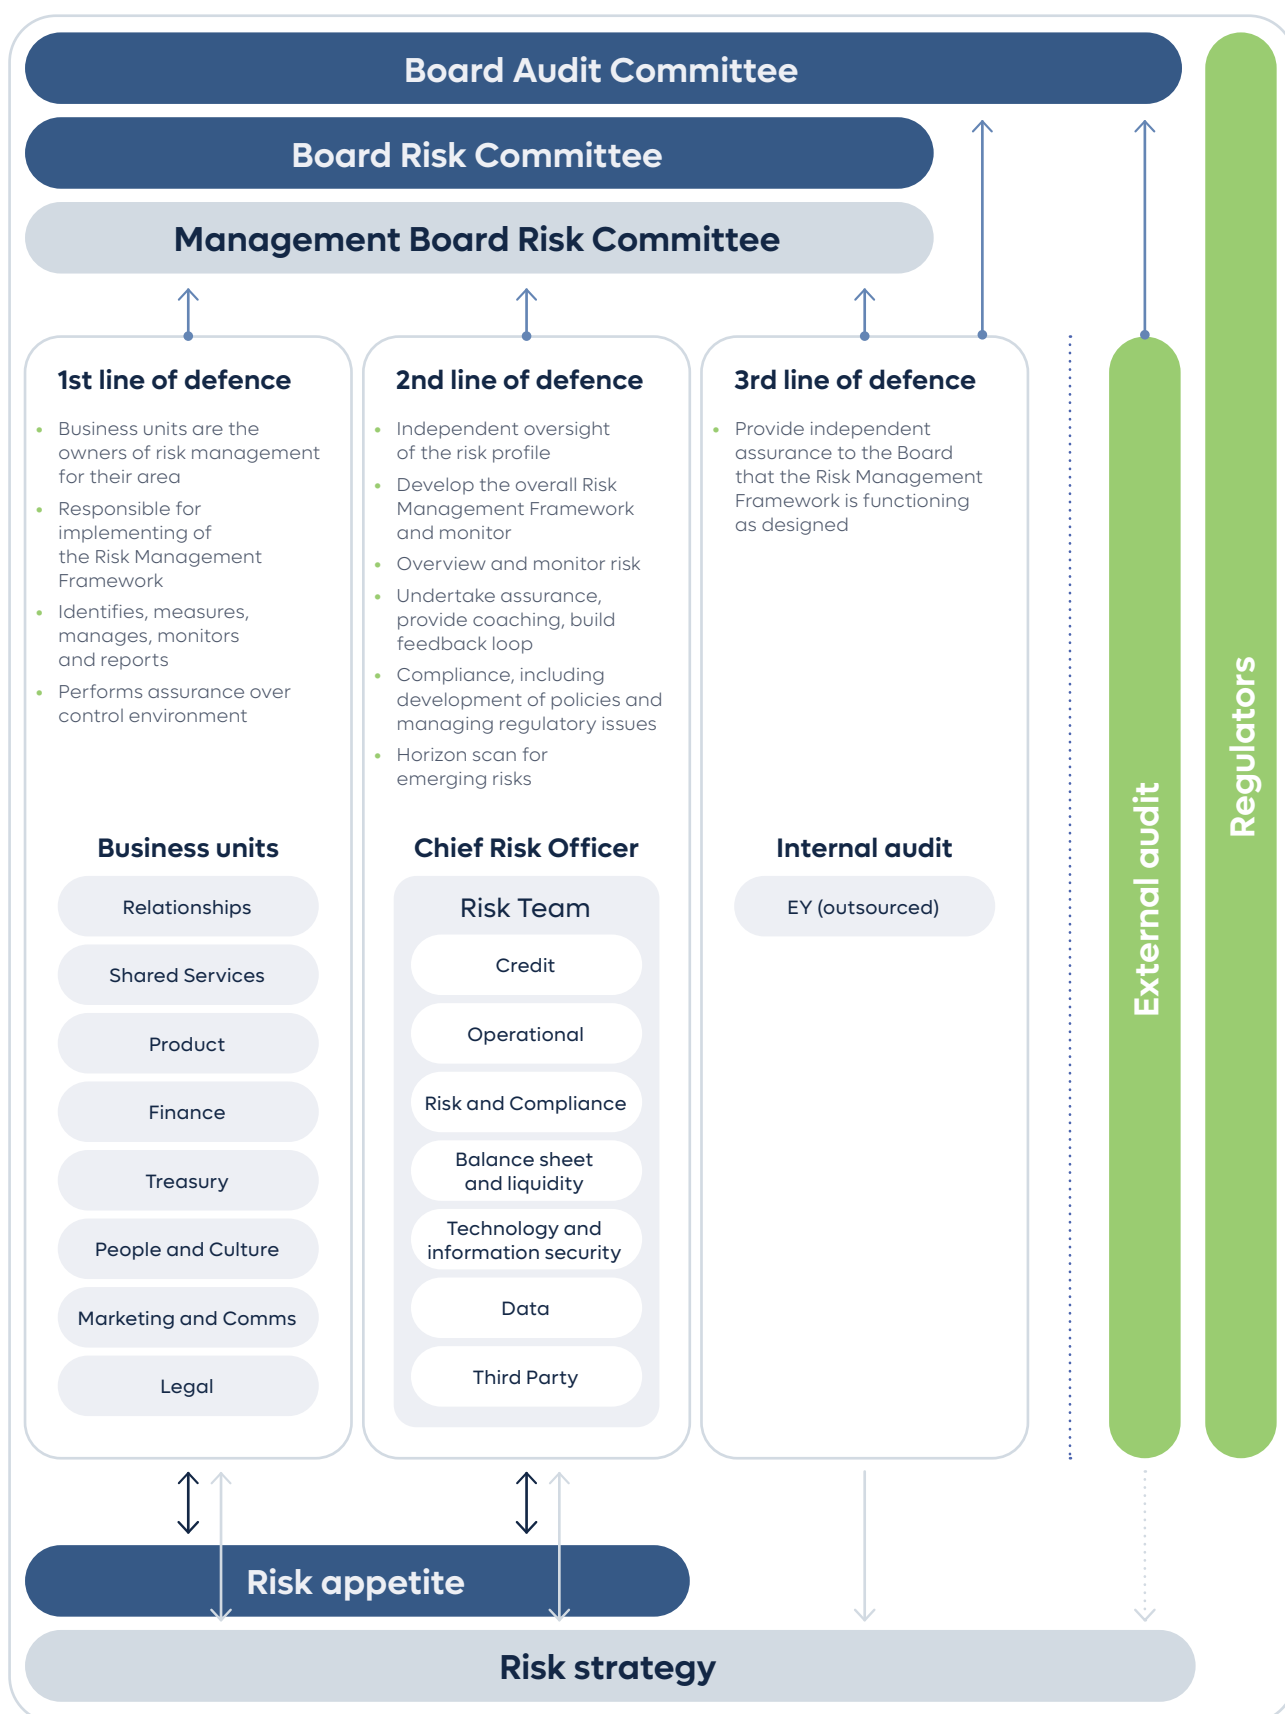 Board Audit Committee
Board Risk Committee
Management Board Risk Committee
1st line of defence
• Business units are the
owners of risk management
for their area
• Responsible for
implementing of
the Risk Management
Framework
• Identifies, measures,
manages, monitors
and reports
• Performs assurance over
control environment
Business units
Relationships
Shared Services
Product
Finance
Treasury
People and Culture
Marketing and Comms
Legal
2nd line of defence
• Independent oversight
of the risk profile
• Develop the overall Risk
Management Framework
and monitor
• Overview and monitor risk
• Undertake assurance,
provide coaching, build
feedback loop
• Compliance, including
development of policies and
managing regulatory issues
• Horizon scan for
emerging risks
Chief Risk Officer
Risk Team
Credit
Operational
Risk and Compliance
Balance sheet
and liquidity
Technology and
information security
Data
Third Party
3rd line of defence
• Provide independent
assurance to the Board
that the Risk Management
Framework is functioning
as designed
Internal audit
EY (outsourced)
External audit
Regulators
Risk appetite
Risk strategy